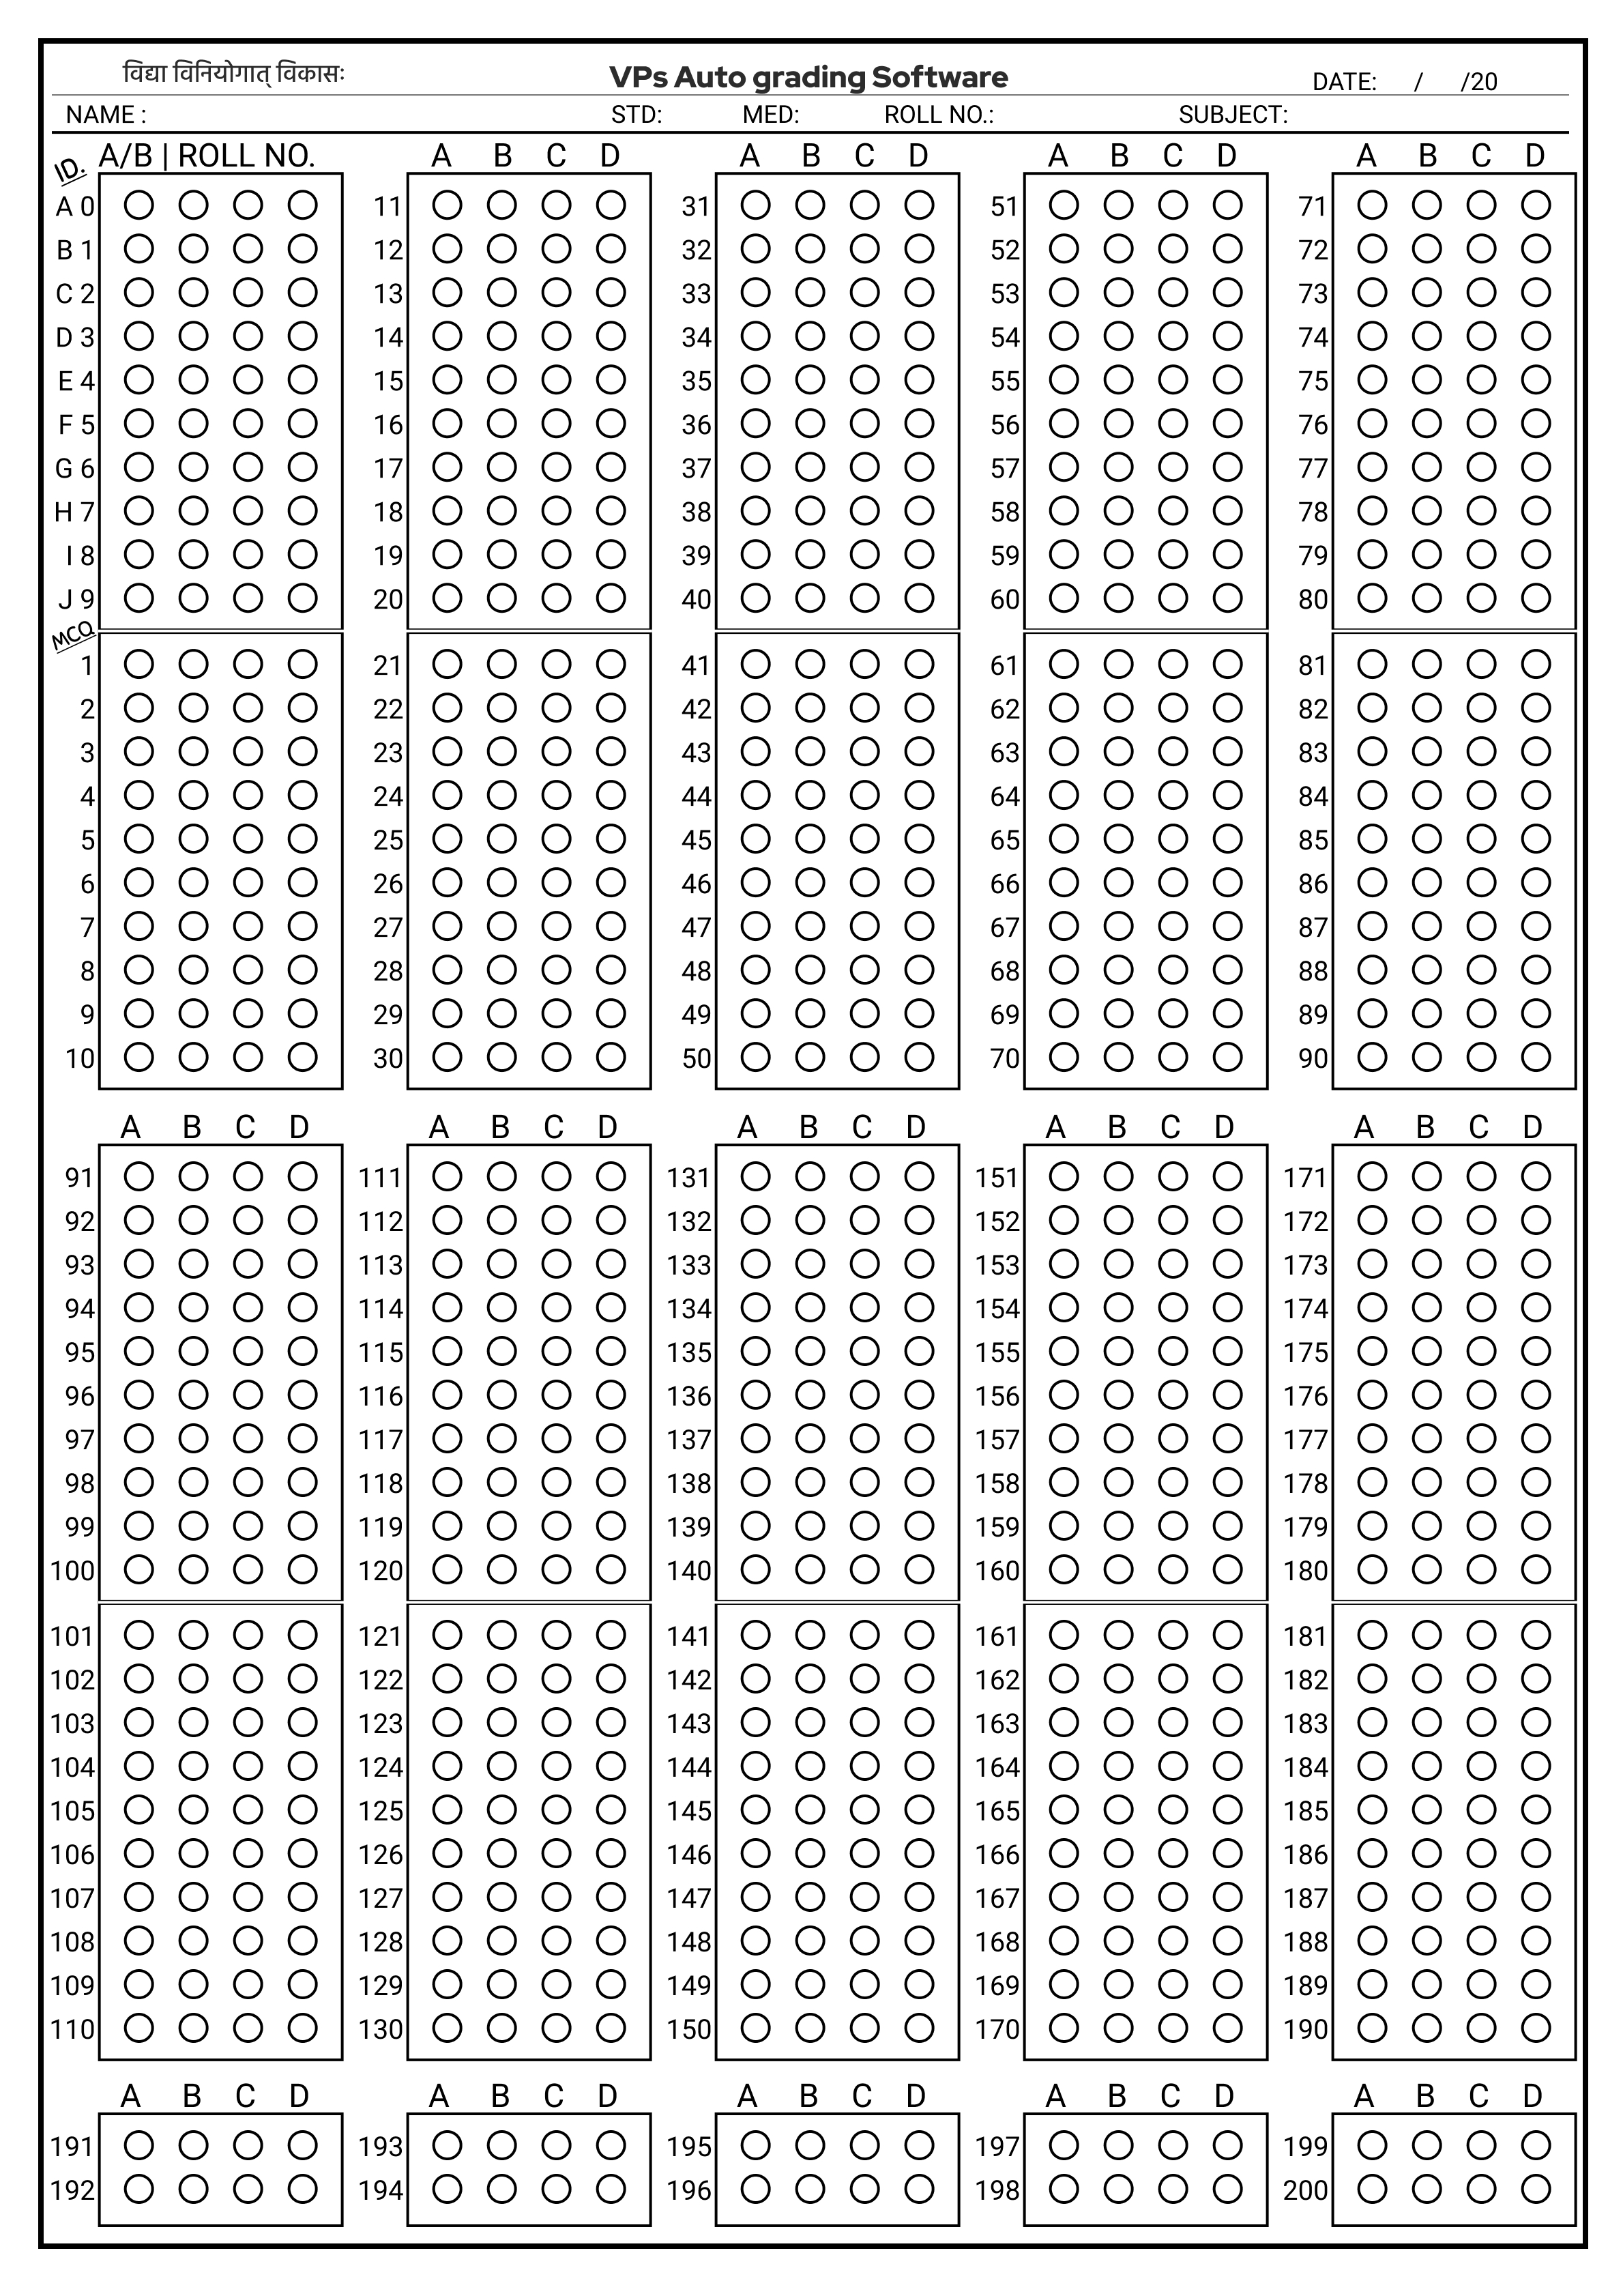 विद्या विनियोगात् विकासः VPs Auto grading Software DATE: / /20
NAME : STD: MED: ROLL NO.: SUBJECT:
ID. A/B | ROLL NO. A B C D A B C D A B C D A B C D
A 0 11 31 51 71
B 1 12 32 52 72
C 2 13 33 53 73
D 3 14 34 54 74
E 4 15 35 55 75
F 5 16 36 56 76
G 6 17 37 57 77
H 7 18 38 58 78
I 8 19 39 59 79
J 9 20 40 60 80
MCQ
1 21 41 61 81
2 22 42 62 82
3 23 43 63 83
4 24 44 64 84
5 25 45 65 85
6 26 46 66 86
7 27 47 67 87
8 28 48 68 88
9 29 49 69 89
10 30 50 70 90
A B C D A B C D A B C D A B C D A B C D
91 111 131 151 171
92 112 132 152 172
93 113 133 153 173
94 114 134 154 174
95 115 135 155 175
96 116 136 156 176
97 117 137 157 177
98 118 138 158 178
99 119 139 159 179
100 120 140 160 180
101 121 141 161 181
102 122 142 162 182
103 123 143 163 183
104 124 144 164 184
105 125 145 165 185
106 126 146 166 186
107 127 147 167 187
108 128 148 168 188
109 129 149 169 189
110 130 150 170 190
A B C D A B C D A B C D A B C D A B C D
191 193 195 197 199
192 194 196 198 200